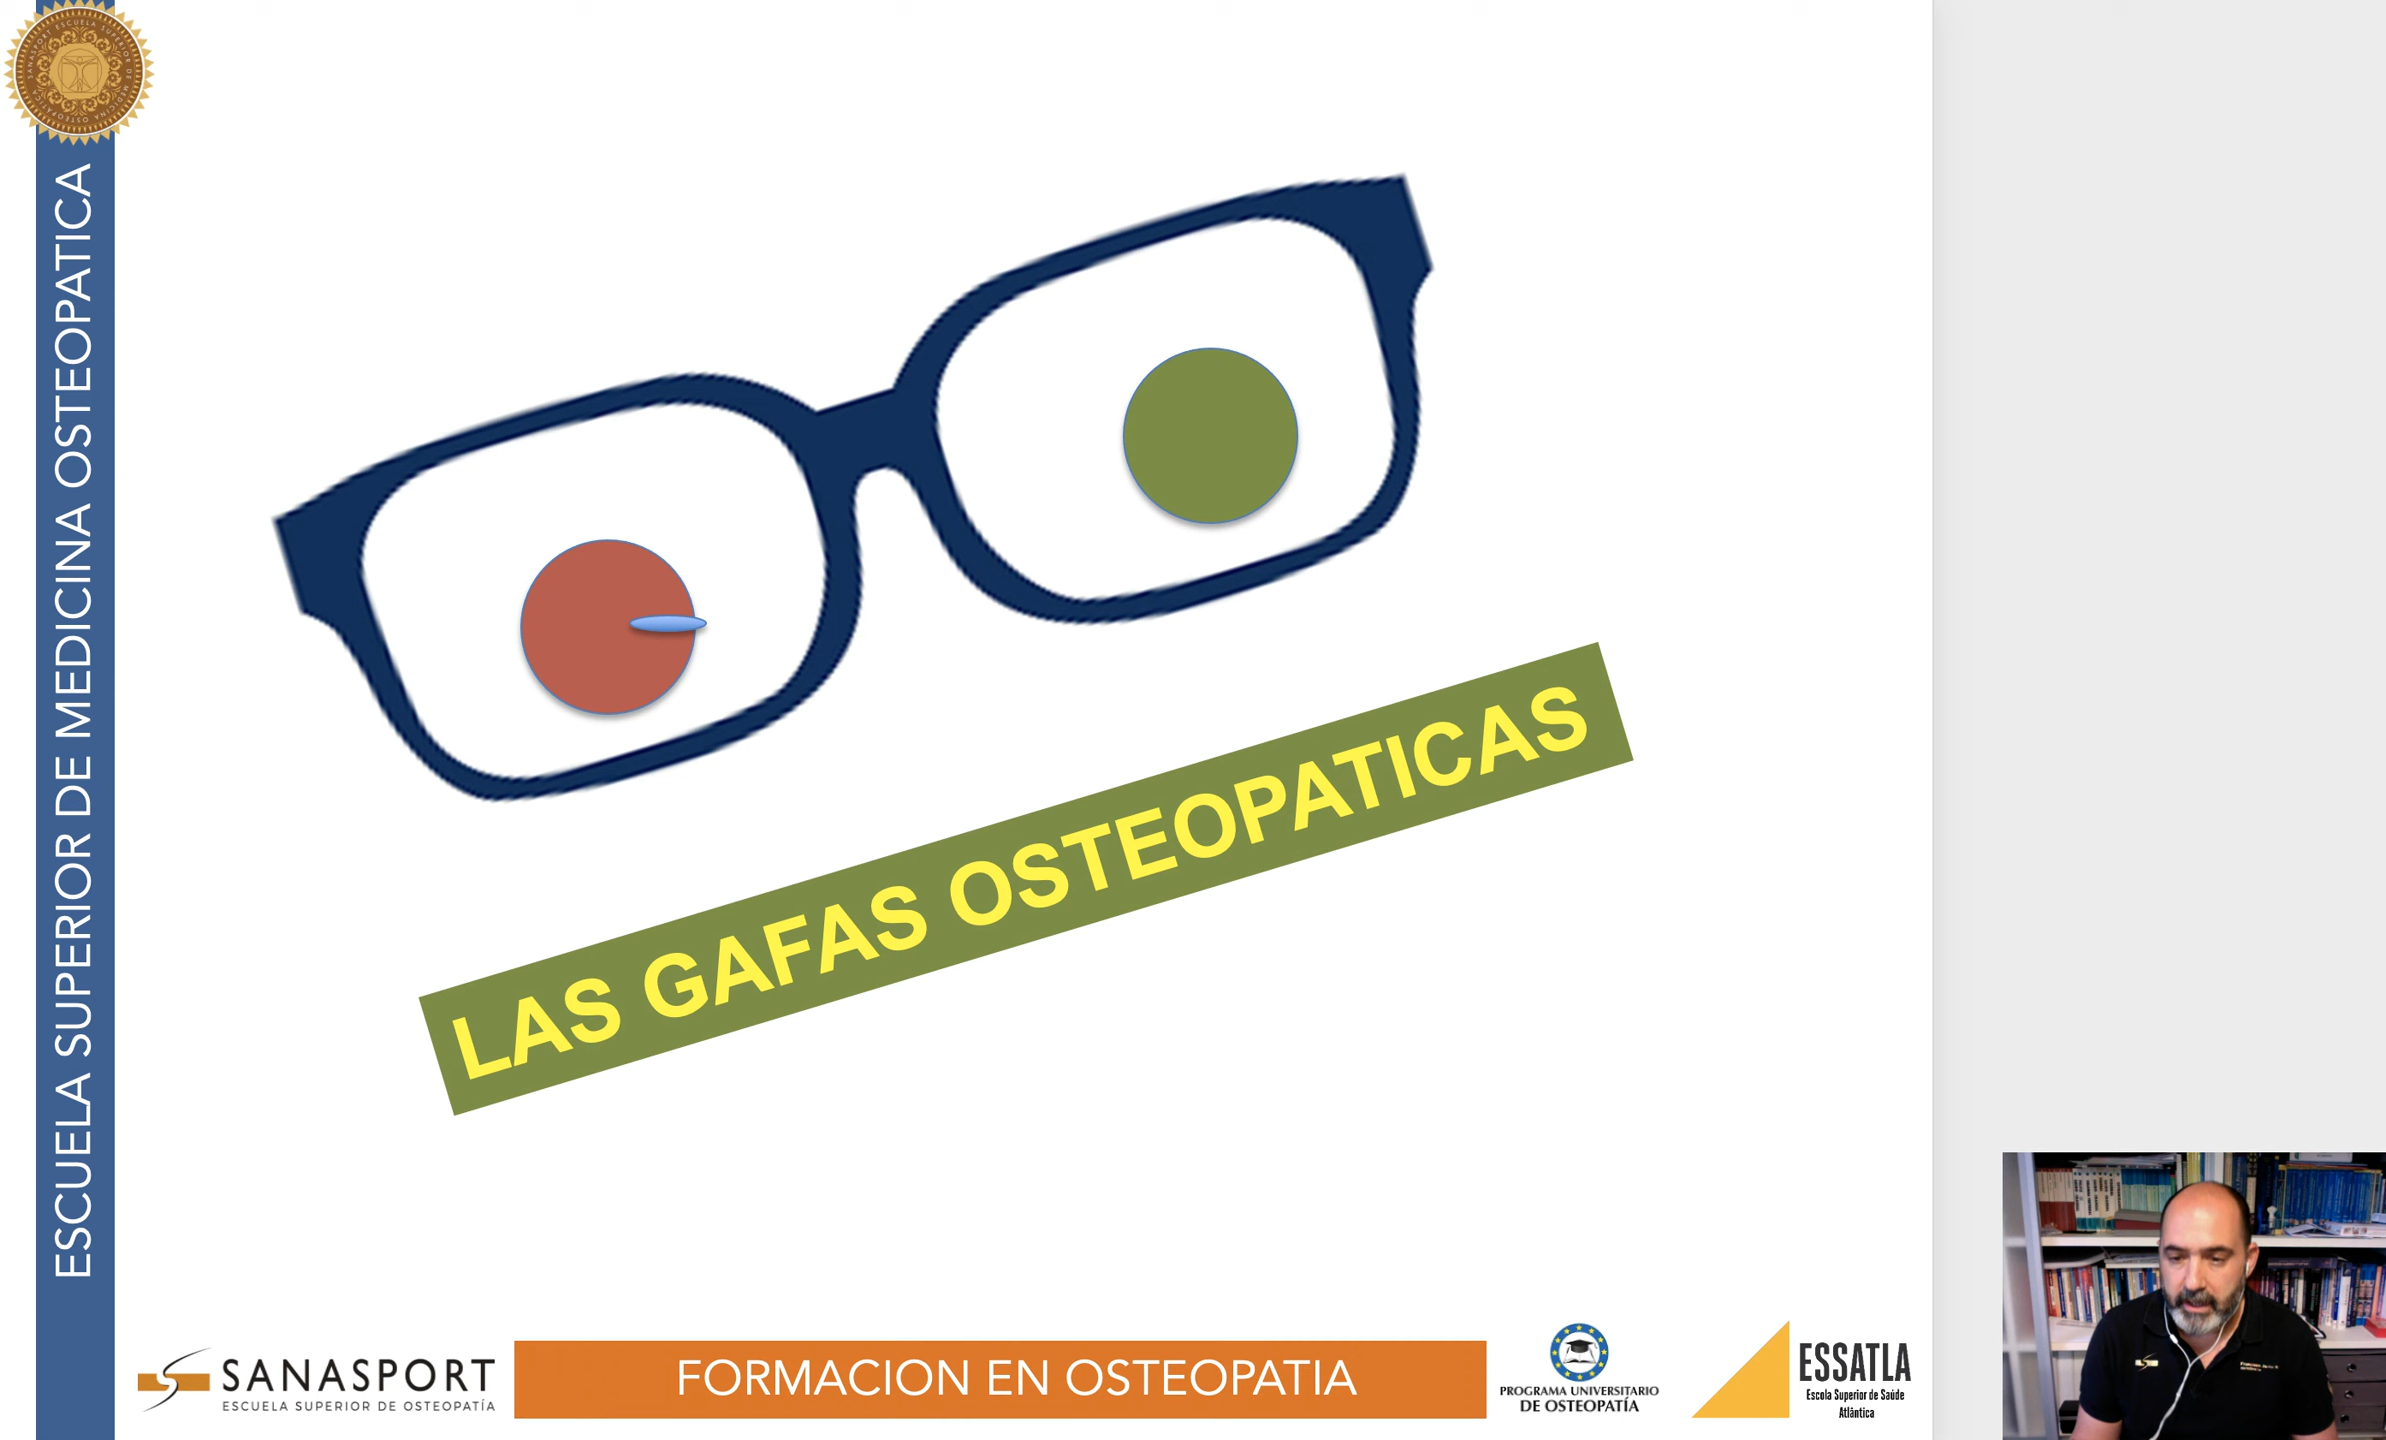 ESCUELA SUPERIOR DE MEDICINA OSTEOPATICA
LAS GAFAS OSTEOPATICAS
SANASPORT
ESCUELA SUPERIOR DE OSTEOPATÍA
FORMACION EN OSTEOPATIA
PROGRAMA UNIVERSITARIO
DE OSTEOPATÍA
ESSATLA
Escola Superior de Saúde
Atlântica